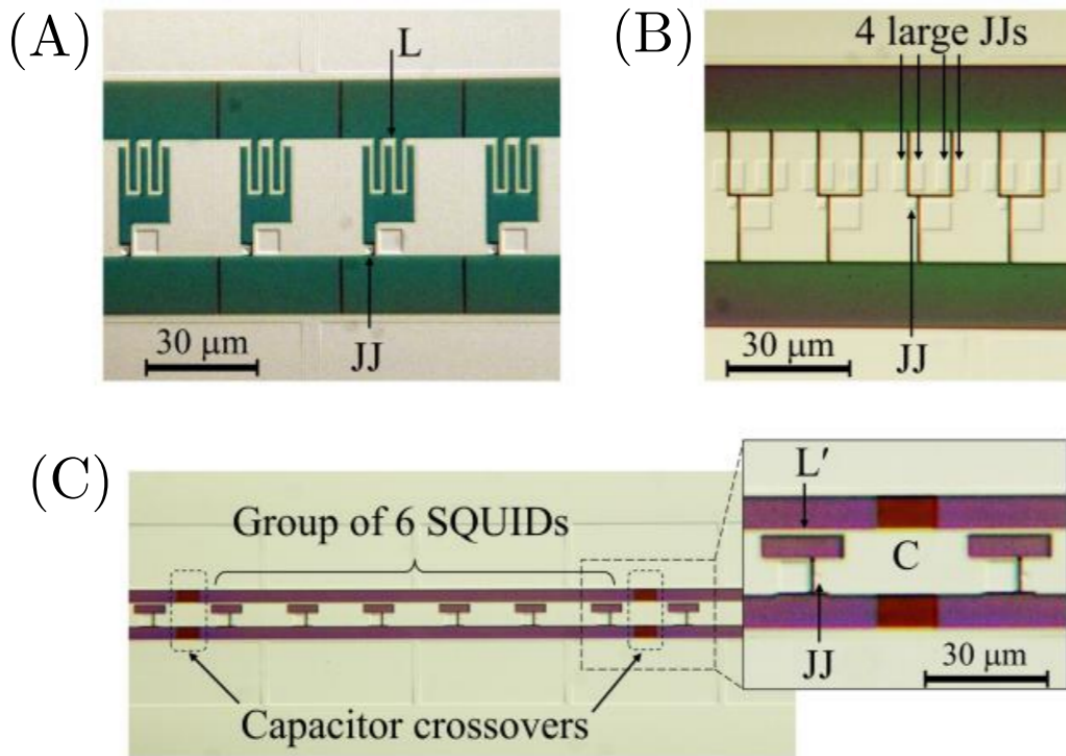 (A)
L
30 μm
JJ
(B)
4 large JJs
30 μm
JJ
(C)
Group of 6 SQUIDs
Capacitor crossovers
L′
C
JJ
30 μm